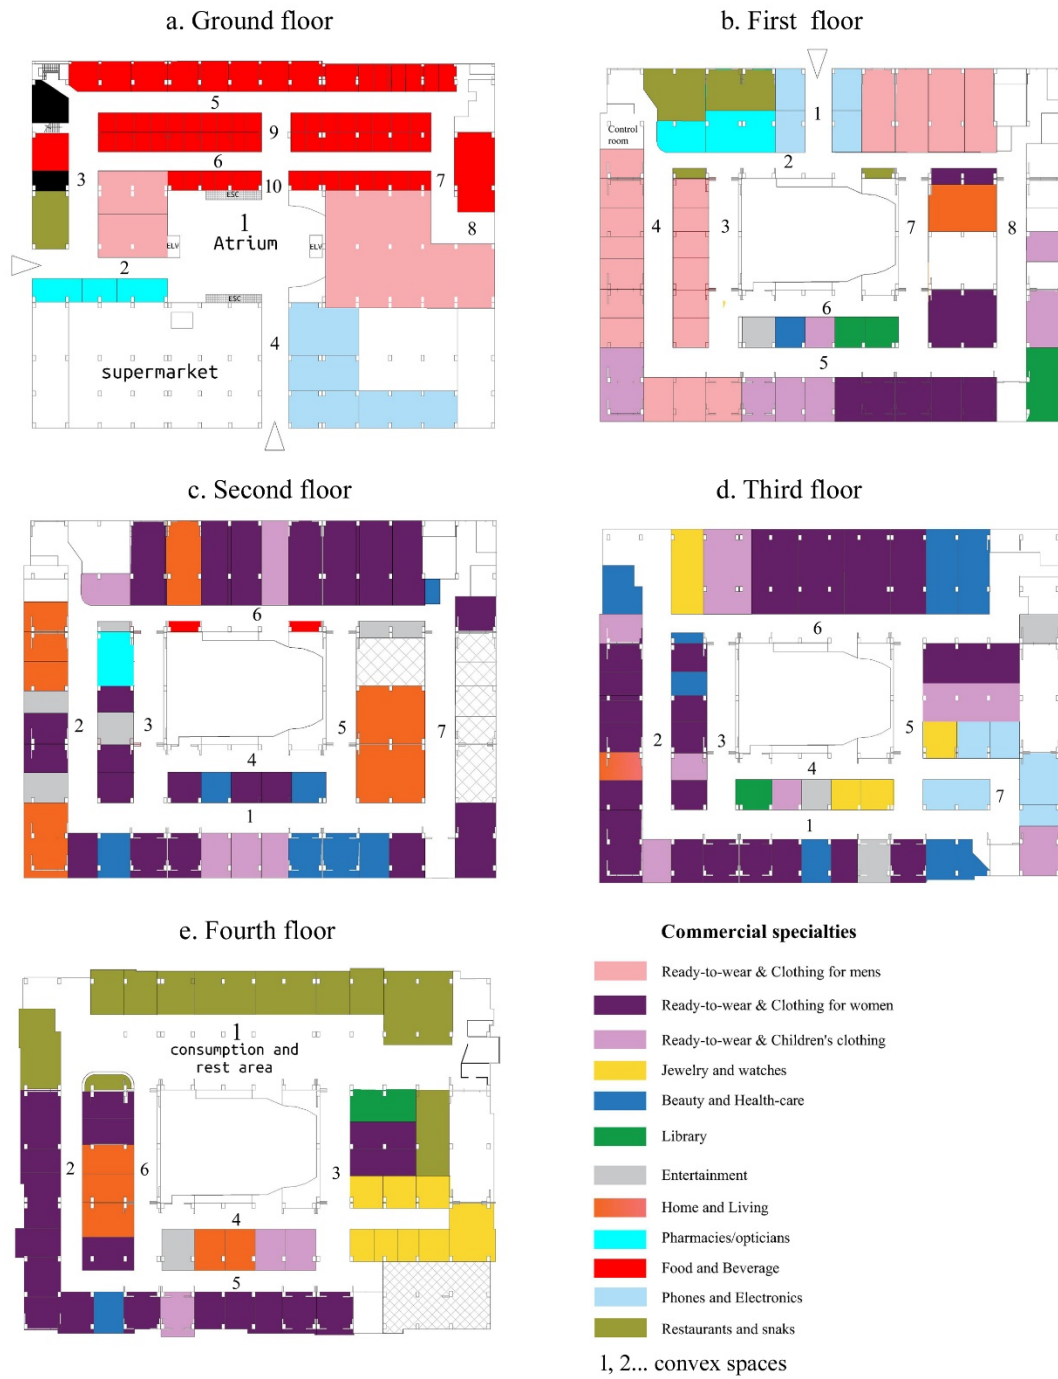 a. Ground floor
5
9
6
3
10
7
ESC
1
Atrium
ELV
ELV
8
2
ESC
4
supermarket
b. First  floor
1
Control
room
2
4
3
7
8
6
5
c. Second floor
6
2
3
5
7
4
1
d. Third floor
6
2
3
5
4
7
1
e. Fourth floor
1
consumption and
rest area
2
6
3
4
5
Commercial specialties
Ready-to-wear & Clothing for mens
Ready-to-wear & Clothing for women
Ready-to-wear & Children's clothing
Jewelry and watches
Beauty and Health-care
Library
Entertainment
Home and Living
Pharmacies/opticians
Food and Beverage
Phones and Electronics
Restaurants and snaks
1, 2... convex spaces